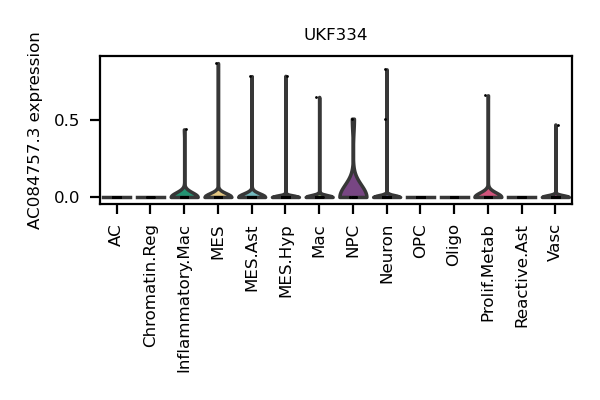 UKF334
AC084757.3 expression
0.5
0.0
AC
Chromatin.Reg
Inflammatory.Mac
MES
MES.Ast
MES.Hyp
Mac
NPC
Neuron
OPC
Oligo
Prolif.Metab
Reactive.Ast
Vasc